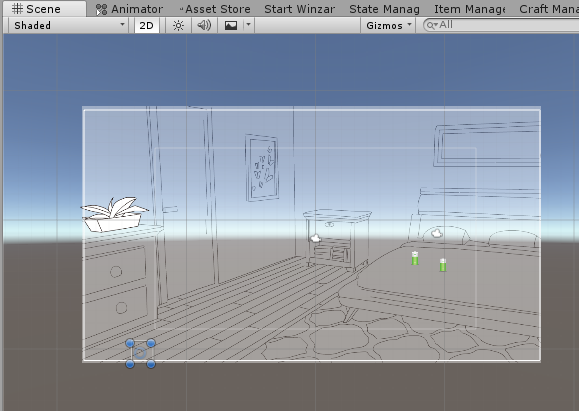 Scene Animator Asset Store Start Winzar State Manag Item Manage Craft Mana
Shaded 2D Gizmos All